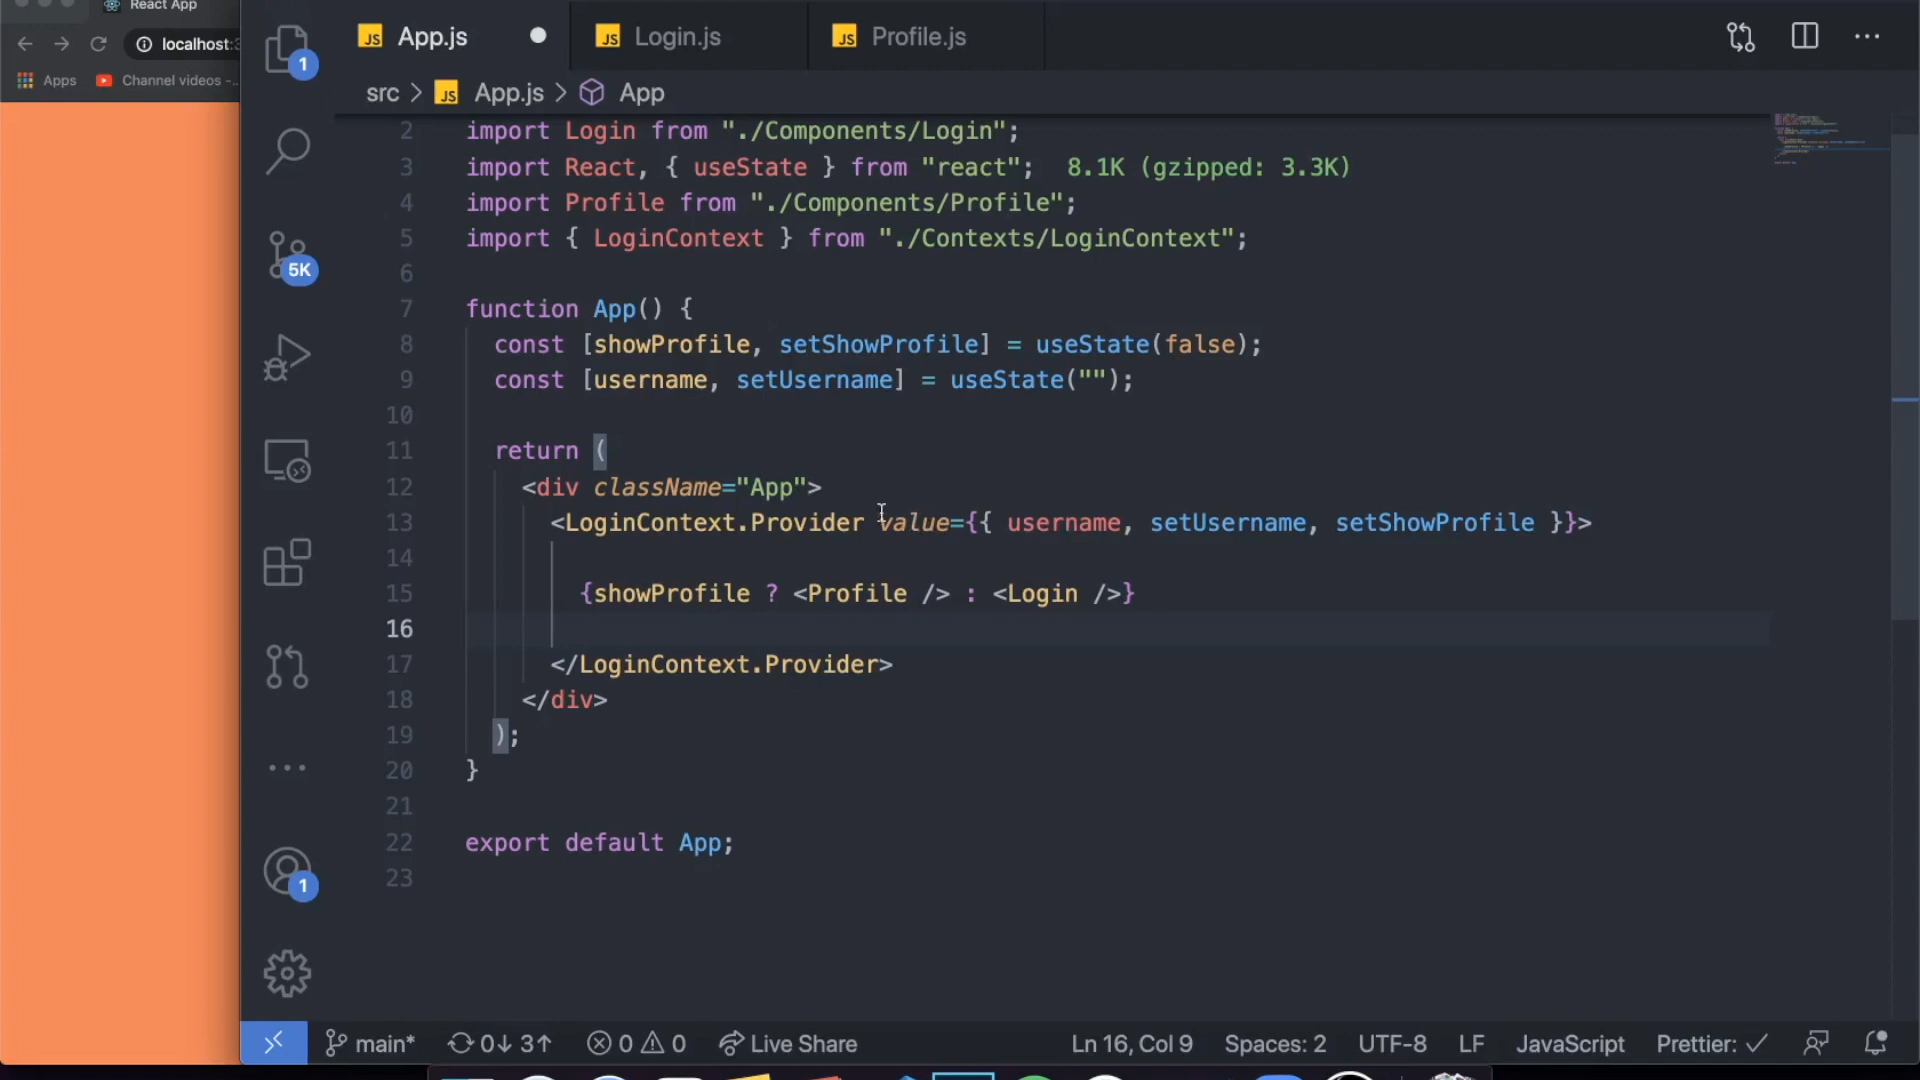 React App
localhost:3
Apps
Channel videos -...
1
5K
1
JS App.js
JS Login.js
JS Profile.js
src > JS App.js > App
2 import Login from "./Components/Login";
3 import React, { useState } from "react"; 8.1K (gzipped: 3.3K)
4 import Profile from "./Components/Profile";
5 import { LoginContext } from "./Contexts/LoginContext";
6
7 function App() {
8 const [showProfile, setShowProfile] = useState(false);
9 const [username, setUsername] = useState("");
10
11 return (
12 <div className="App">
13 <LoginContext.Provider value={{ username, setUsername, setShowProfile }}>
14
15 {showProfile ? <Profile /> : <Login />}
16
17 </LoginContext.Provider>
18 </div>
19 );
20 }
21
22 export default App;
23
main* 0↓ 3↑ 0 0 Live Share Ln 16, Col 9 Spaces: 2 UTF-8 LF JavaScript Prettier: ✓